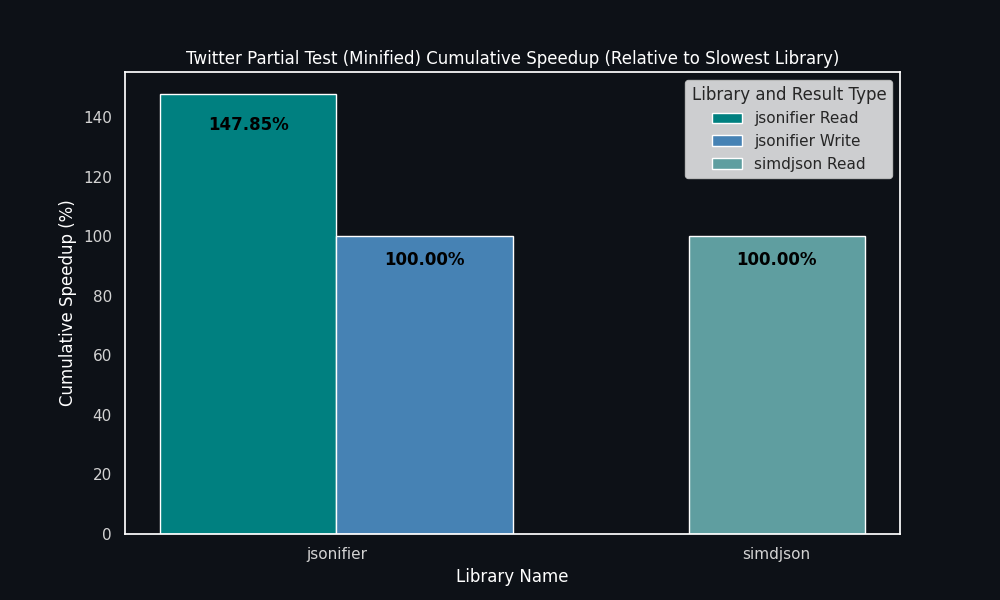 Twitter Partial Test (Minified) Cumulative Speedup (Relative to Slowest Library)
Library and Result Type
jsonifier Read
jsonifier Write
simdjson Read
Cumulative Speedup (%)
140
120
100
80
60
40
20
0
147.85%
100.00%
100.00%
jsonifier
simdjson
Library Name